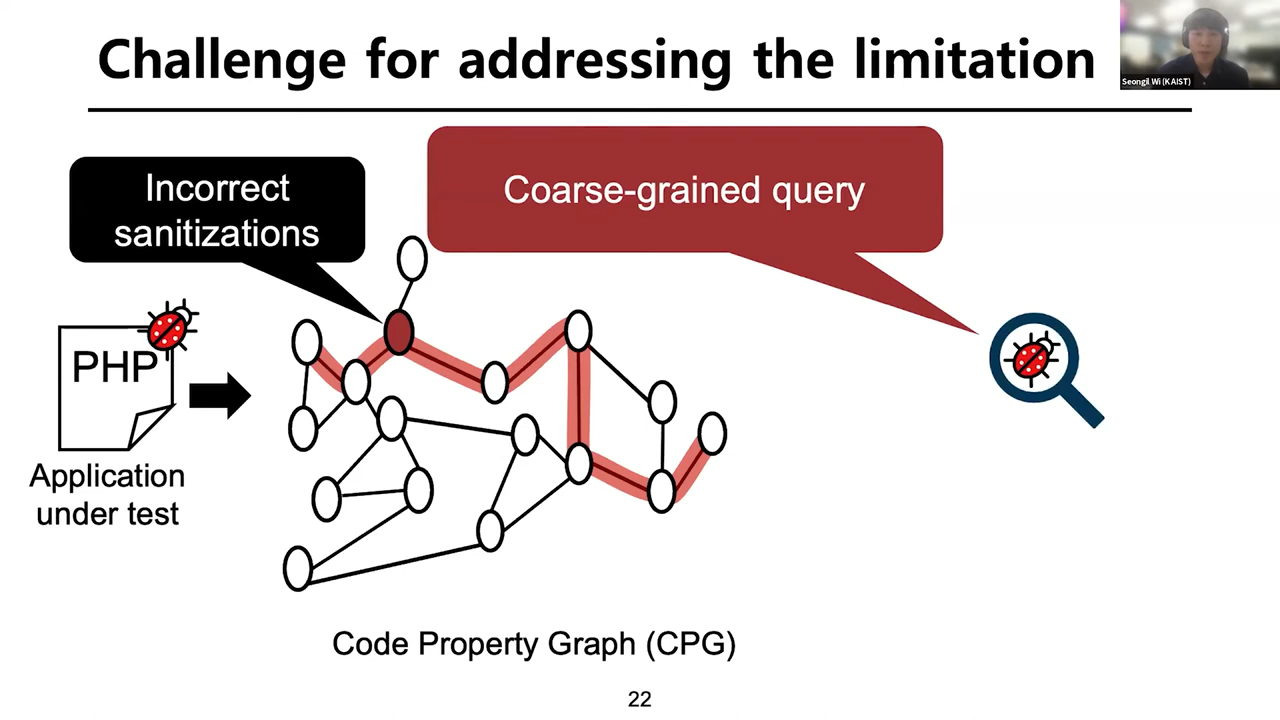 Challenge for addressing the limitation
Seongil Wi (KAIST)
Incorrect
sanitizations
Coarse-grained query
PHP
Application
under test
Code Property Graph (CPG)
22